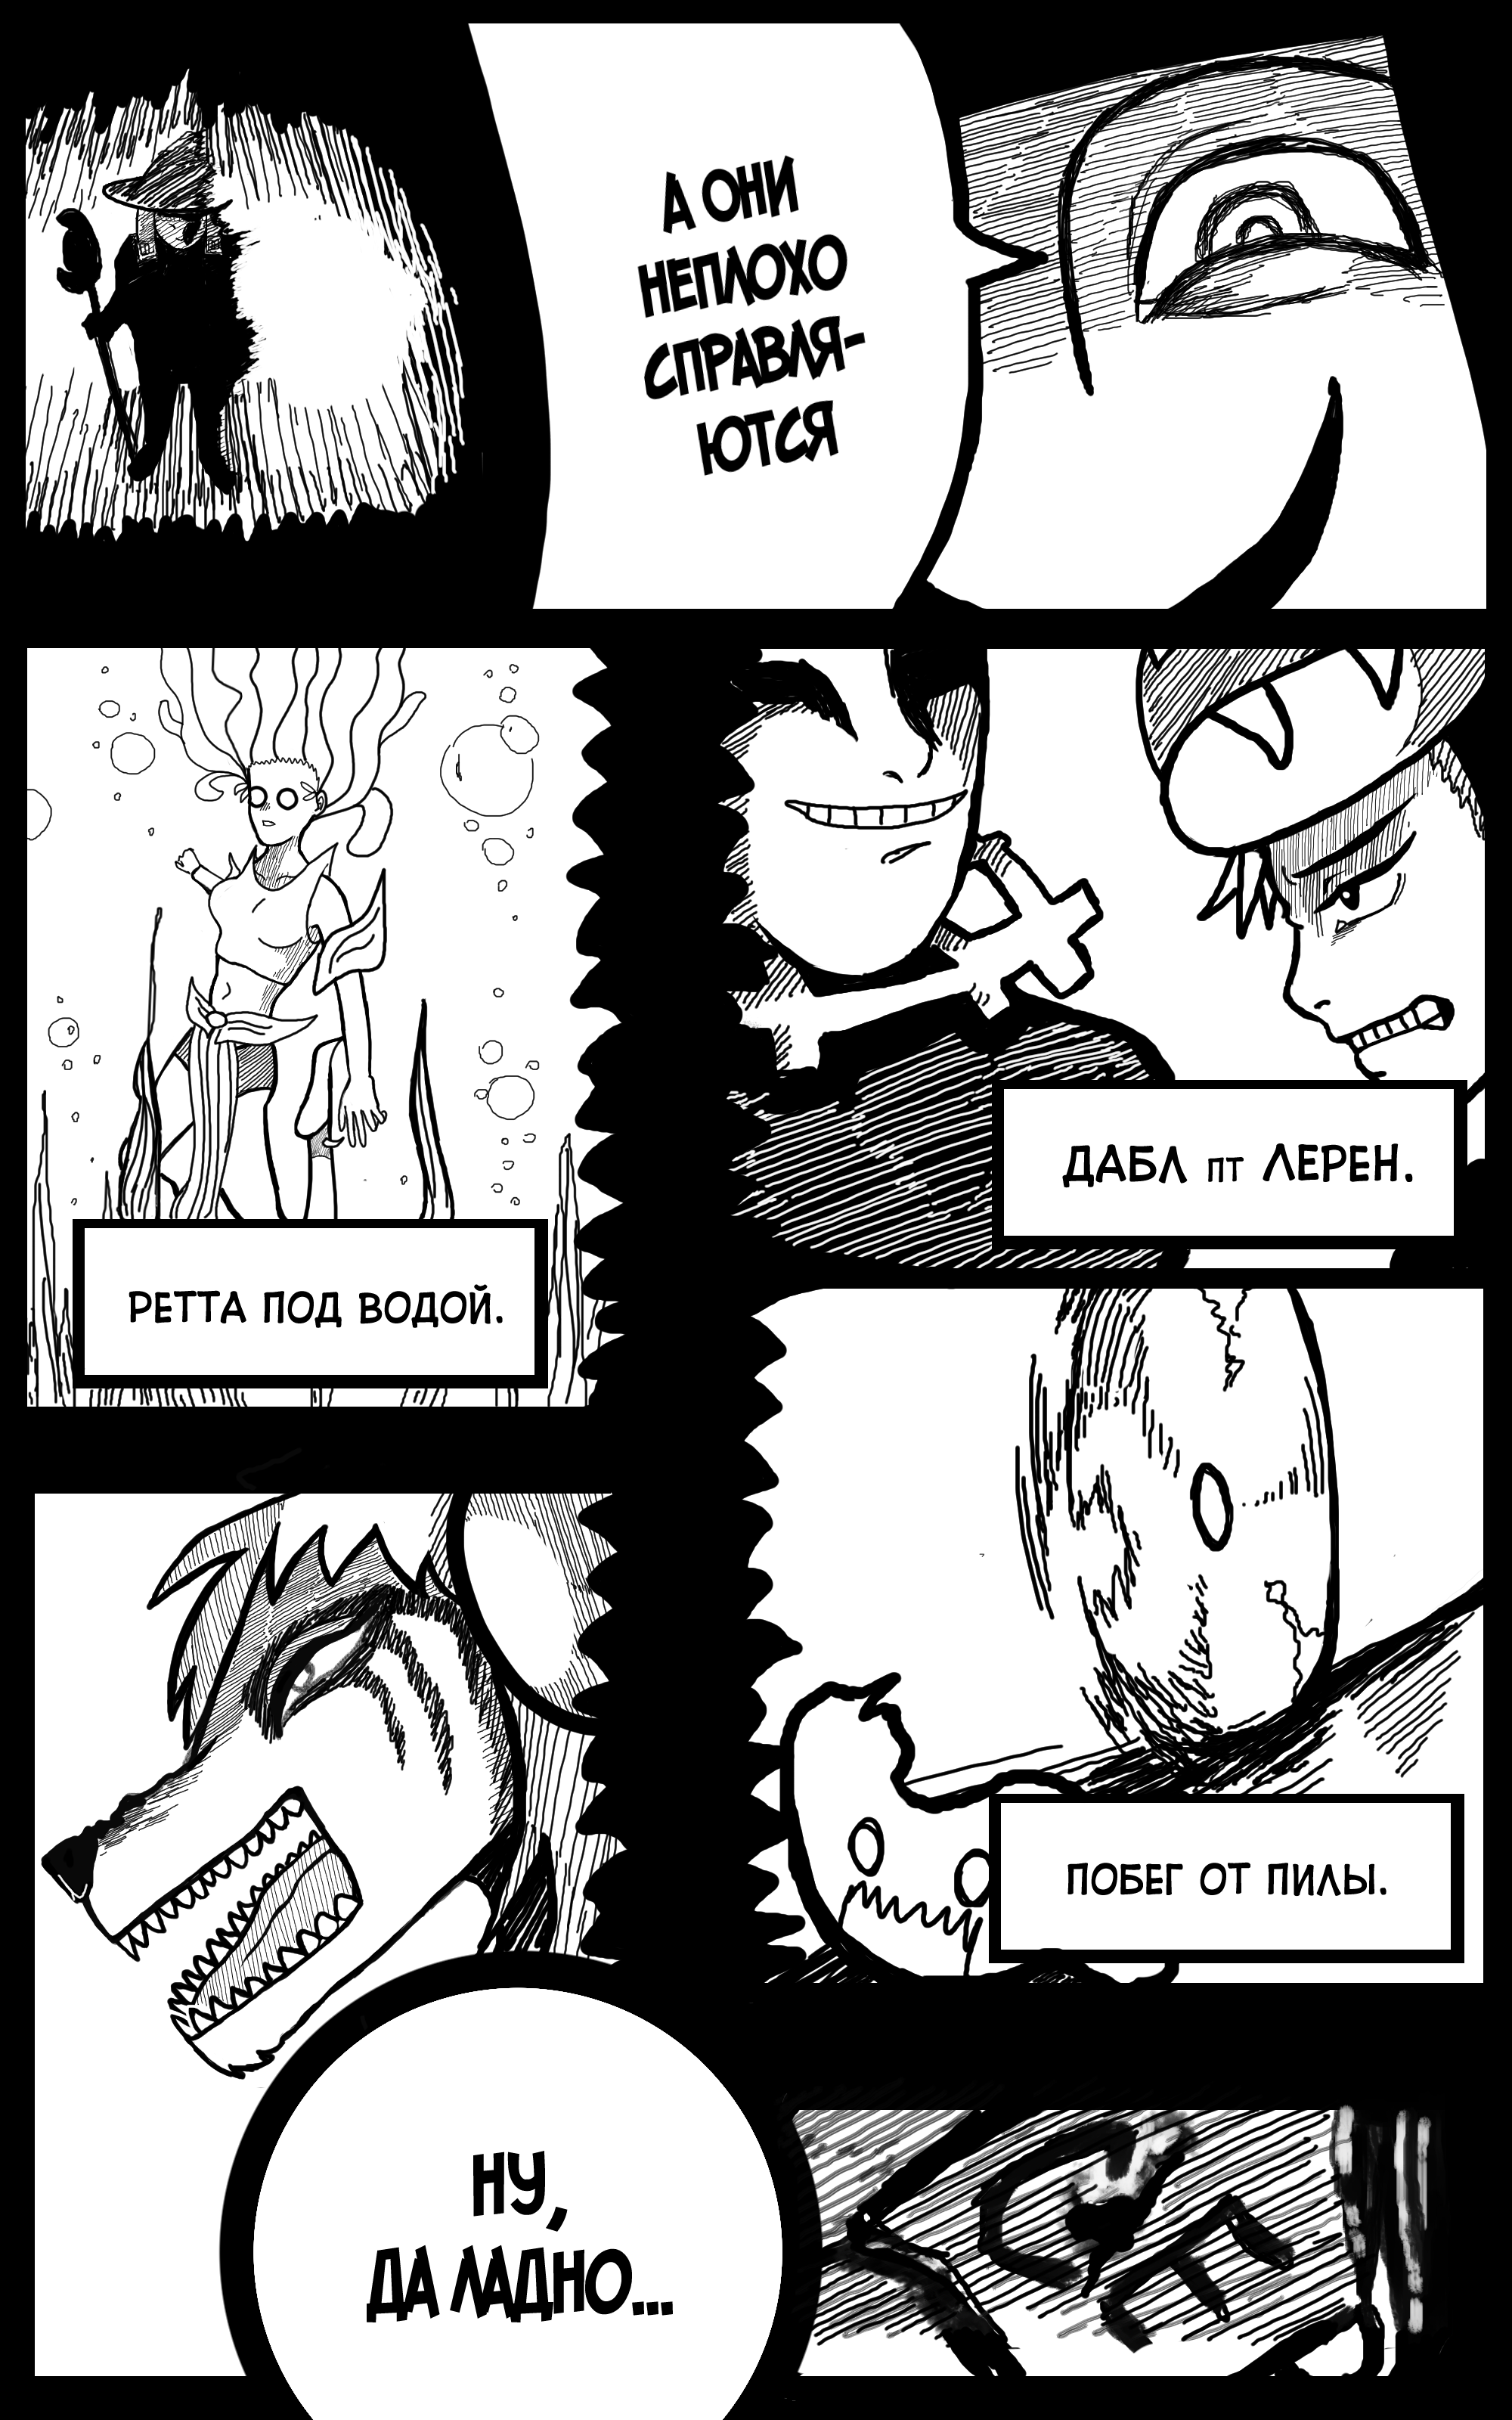 А ОНИ
НЕПЛОХО
СПРАВЛЯ-
ЮТСЯ
РЕТТА ПОД ВОДОЙ.
ДАБЛ ПТ ЛЕРЕН.
ПОБЕГ ОТ ПИЛЫ.
НУ,
ДА ЛАДНО...